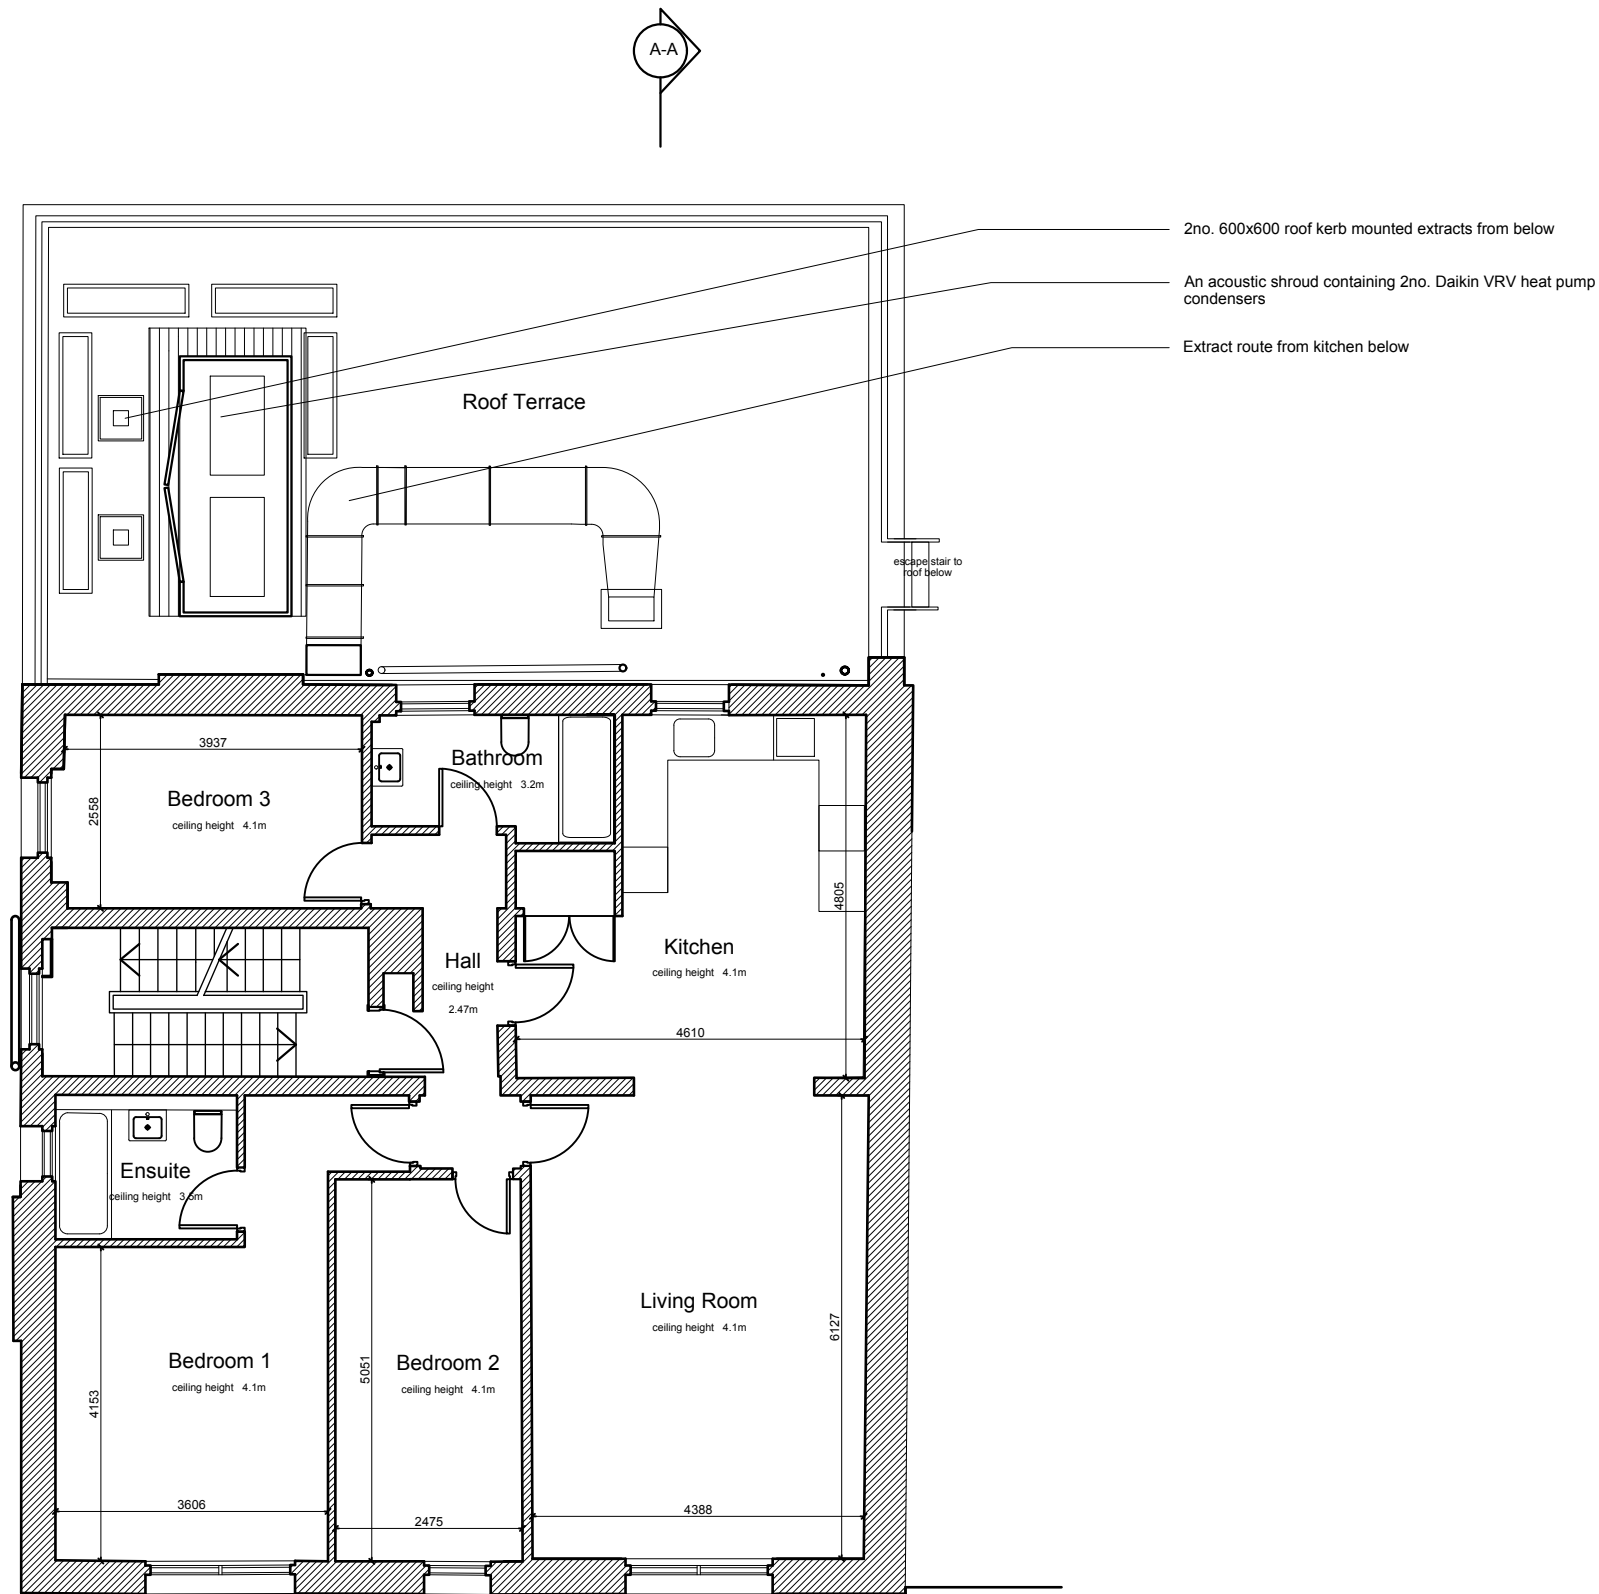 A-A
2no. 600x600 roof kerb mounted extracts from below
An acoustic shroud containing 2no. Daikin VRV heat pump
condensers
Extract route from kitchen below
Roof Terrace
escape stair to
roof below
3937
2558
Bedroom 3
ceiling height 4.1m
Bathroom
ceiling height 3.2m
4805
Kitchen
ceiling height 4.1m
4610
Hall
ceiling height
2.47m
Ensuite
ceiling height 3.5m
Living Room
ceiling height 4.1m
6127
4388
Bedroom 1
ceiling height 4.1m
4153
3606
Bedroom 2
ceiling height 4.1m
5051
2475